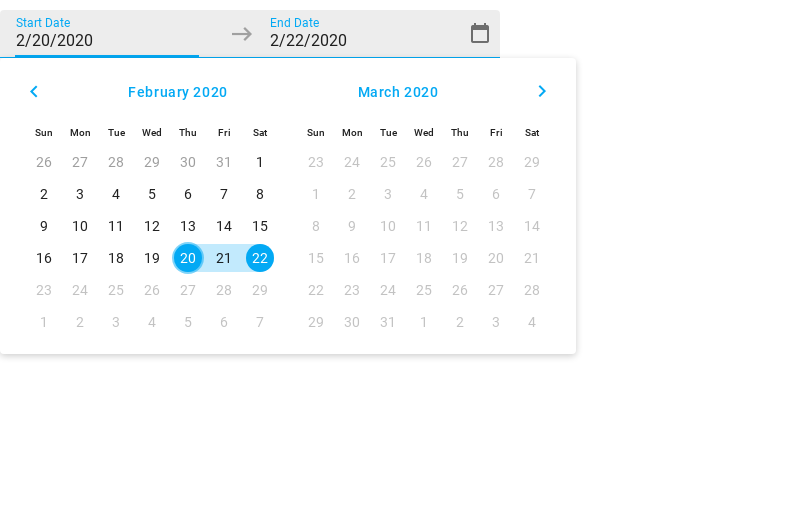 Start Date End Date
2/20/2020 2/22/2020
February 2020 March 2020
Sun Mon Tue Wed Thu Fri Sat Sun Mon Tue Wed Thu Fri Sat
26 27 28 29 30 31 1 23 24 25 26 27 28 29
2 3 4 5 6 7 8 1 2 3 4 5 6 7
9 10 11 12 13 14 15 8 9 10 11 12 13 14
16 17 18 19 20 21 22 15 16 17 18 19 20 21
23 24 25 26 27 28 29 22 23 24 25 26 27 28
1 2 3 4 5 6 7 29 30 31 1 2 3 4